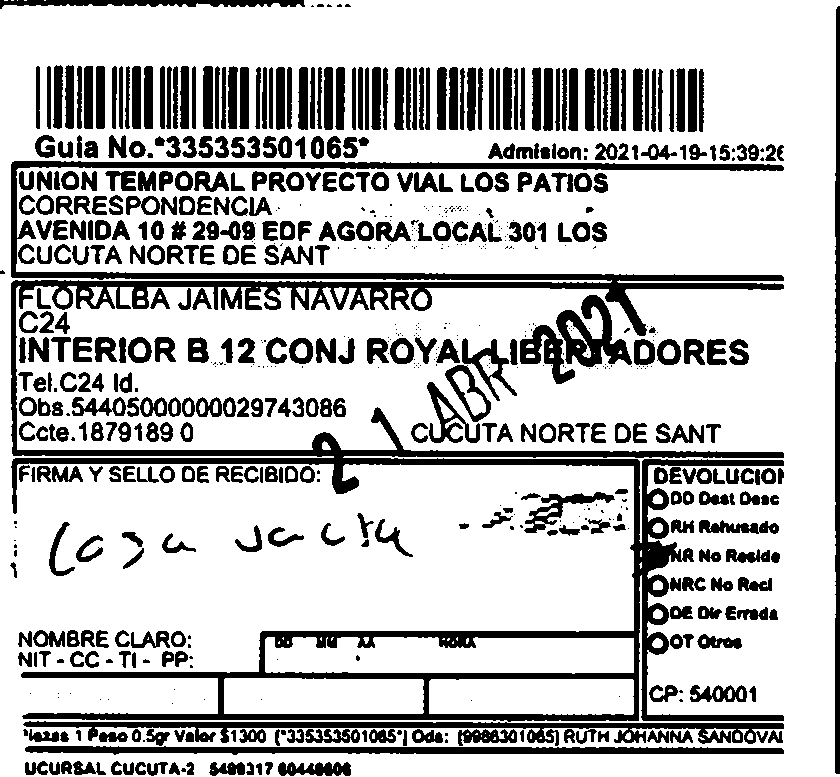 Guia No.*335353501065*
Admision: 2021-04-19-15:39:26
UNION TEMPORAL PROYECTO VIAL LOS PATIOS
CORRESPONDENCIA
AVENIDA 10 # 29-09 EDF AGORA LOCAL 301 LOS
CUCUTA NORTE DE SANT
FLORALBA JAIMES NAVARRO
C24
INTERIOR B 12 CONJ ROYAL LIBERTADORES
Tel.C24 Id.
Obs.544050000000029743086
Ccte.1879189 0
CUCUTA NORTE DE SANT
21 ABR 2021
FIRMA Y SELLO DE RECIBIDO:
Casa vacia
DEVOLUCION
DD Dest Desc
RH Rehusado
NR No Reside
NRC No Recl
DE Dir Errada
OT Otros
NOMBRE CLARO:
NIT - CC - TI - PP:
DD MM AA HORA
CP: 540001
Piezas 1 Peso 0.5gr Valor $1300 (*335353501065*) Oda: (9986301065) RUTH JOHANNA SANDOVAL
UCURSAL CUCUTA-2